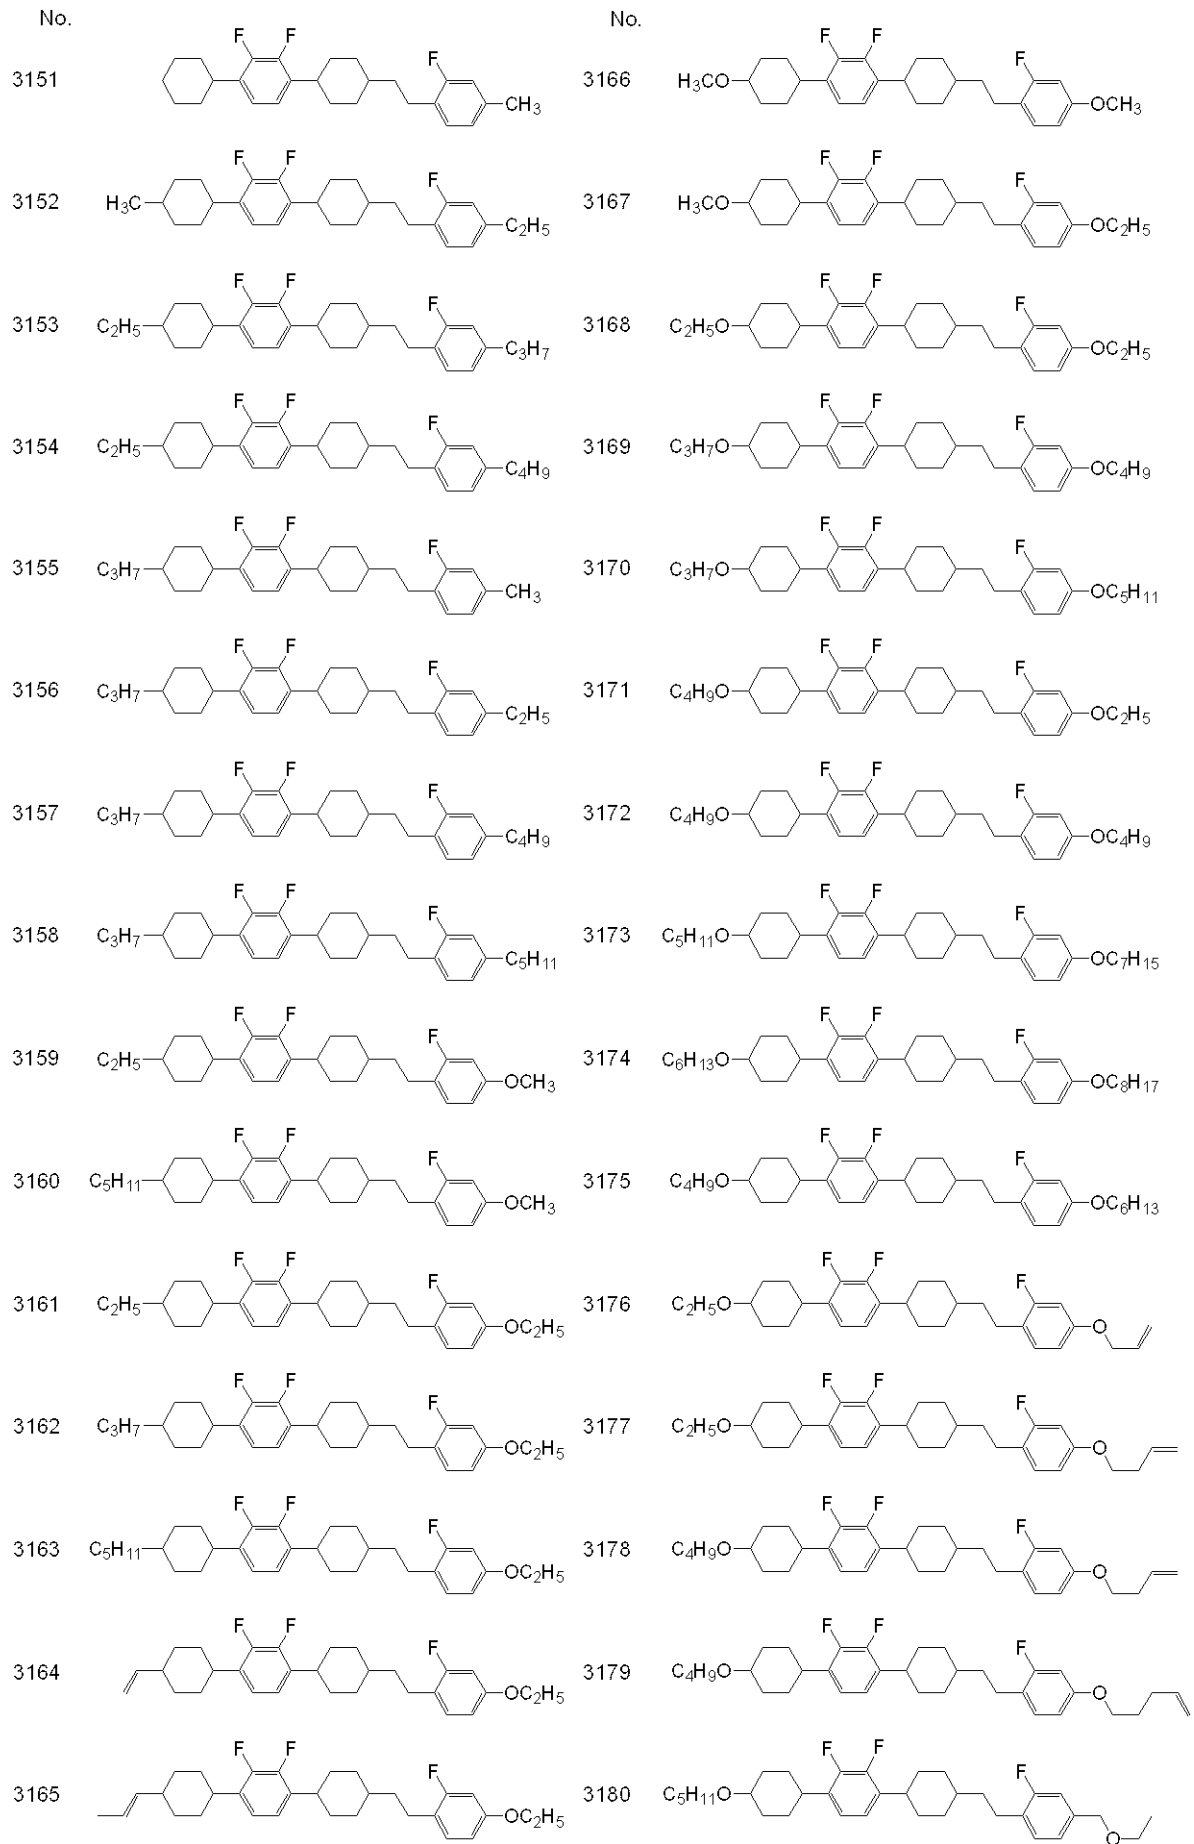 No.
3151 F F F CH3
3152 H3C F F F C2H5
3153 C2H5 F F F C3H7
3154 C2H5 F F F C4H9
3155 C3H7 F F F CH3
3156 C3H7 F F F C2H5
3157 C3H7 F F F C4H9
3158 C3H7 F F F C5H11
3159 C2H5 F F F OCH3
3160 C5H11 F F F OCH3
3161 C2H5 F F F OC2H5
3162 C3H7 F F F OC2H5
3163 C5H11 F F F OC2H5
3164 F F F OC2H5
3165 F F F OC2H5
No.
3166 H3CO F F F OCH3
3167 H3CO F F F OC2H5
3168 C2H5O F F F OC2H5
3169 C3H7O F F F OC4H9
3170 C3H7O F F F OC5H11
3171 C4H9O F F F OC2H5
3172 C4H9O F F F OC4H9
3173 C5H11O F F F OC7H15
3174 C6H13O F F F OC8H17
3175 C4H9O F F F OC6H13
3176 C2H5O F F F O
3177 C2H5O F F F O
3178 C4H9O F F F O
3179 C4H9O F F F O
3180 C5H11O F F F O